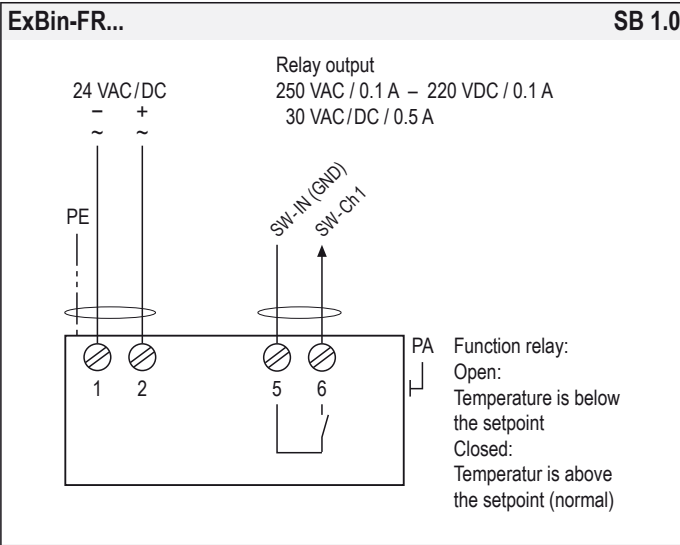 ExBin-FR... SB 1.0
24 VAC/DC
– +
~ ~
Relay output
250 VAC / 0.1 A – 220 VDC / 0.1 A
30 VAC/DC / 0.5 A
PE
SW-IN (GND)
SW-Ch1
1 2 5 6
PA
Function relay:
Open:
Temperature is below
the setpoint
Closed:
Temperatur is above
the setpoint (normal)